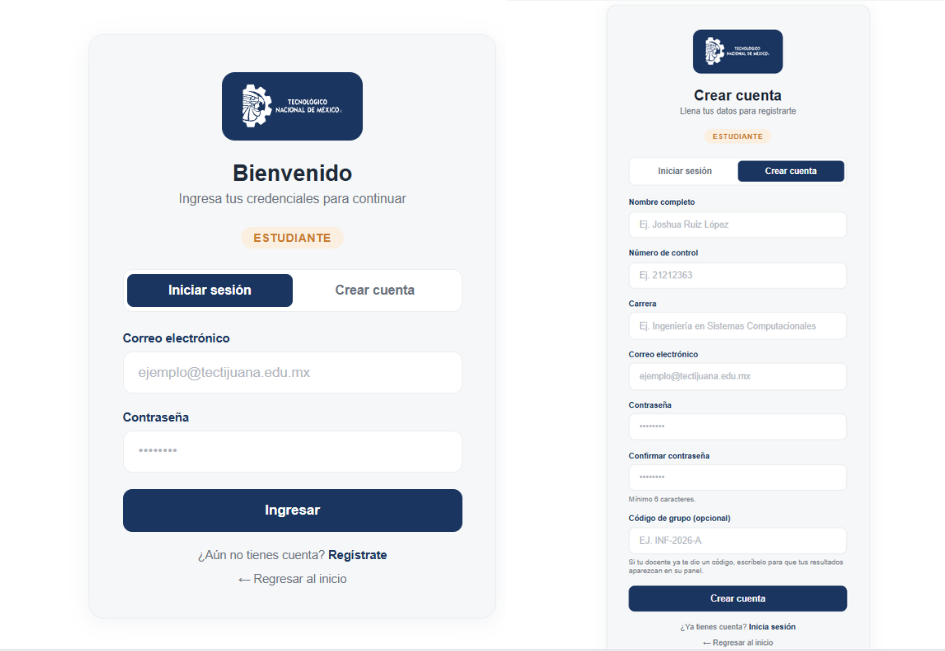 TECNOLÓGICO
NACIONAL DE MÉXICO
Bienvenido
Ingresa tus credenciales para continuar
ESTUDIANTE
Iniciar sesión
Crear cuenta
Correo electrónico
ejemplo@tectijuana.edu.mx
Contraseña
••••••••
Ingresar
¿Aún no tienes cuenta? Regístrate
← Regresar al inicio
TECNOLÓGICO
NACIONAL DE MÉXICO
Crear cuenta
Llena tus datos para registrarte
ESTUDIANTE
Iniciar sesión
Crear cuenta
Nombre completo
Ej. Joshua Ruiz López
Número de control
Ej. 21212363
Carrera
Ej. Ingeniería en Sistemas Computacionales
Correo electrónico
ejemplo@tectijuana.edu.mx
Contraseña
••••••••
Confirmar contraseña
••••••••
Mínimo 6 caracteres.
Código de grupo (opcional)
EJ. INF-2026-A
Si tu docente ya te dio un código, escríbelo para que tus resultados
aparezcan en su panel.
Crear cuenta
¿Ya tienes cuenta? Inicia sesión
← Regresar al inicio